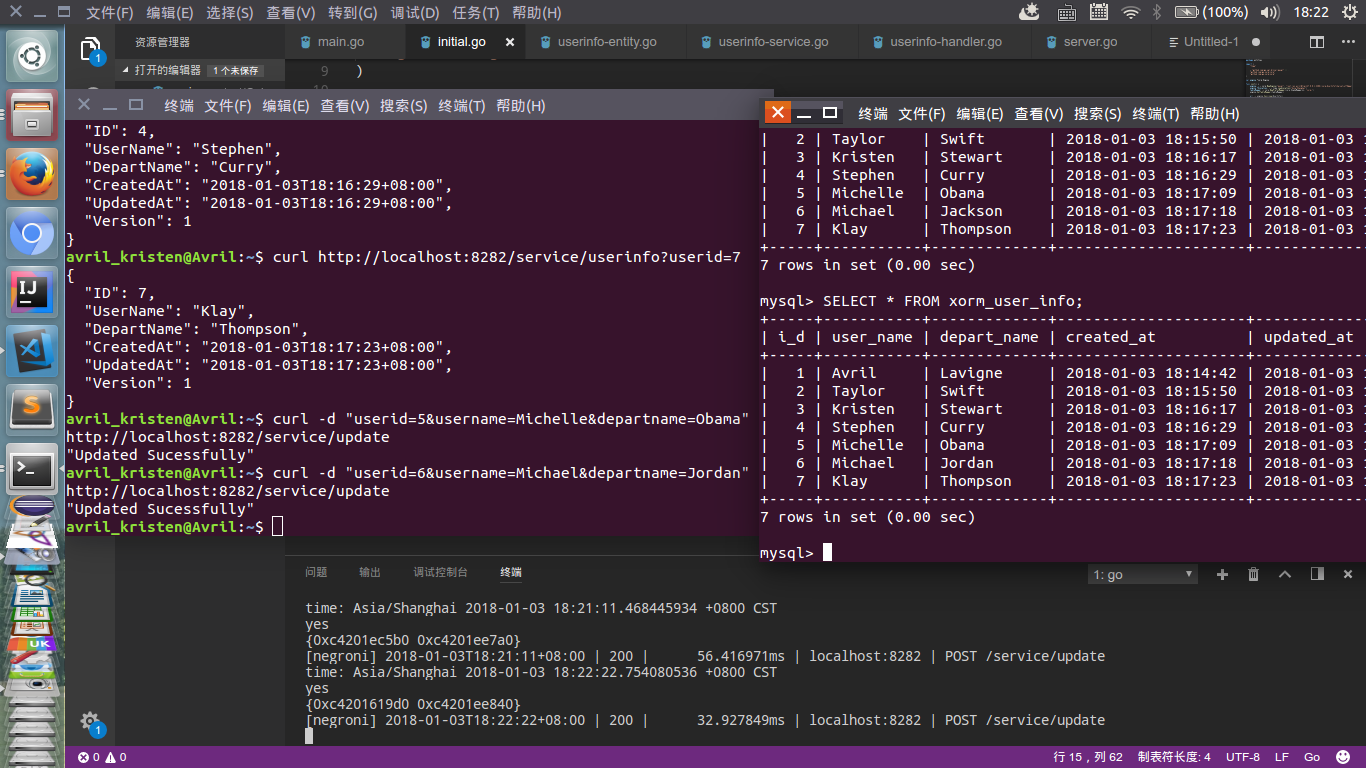 文件(F) 编辑(E) 选择(S) 查看(V) 转到(G) 调试(D) 任务(T) 帮助(H) (100%) 18:22
资源管理器 main.go initial.go × userinfo-entity.go userinfo-service.go userinfo-handler.go server.go Untitled-1
打开的编辑器 1 个未保存
1
9 )
终端 文件(F) 编辑(E) 查看(V) 搜索(S) 终端(T) 帮助(H)
"ID": 4,
"UserName": "Stephen",
"DepartName": "Curry",
"CreatedAt": "2018-01-03T18:16:29+08:00",
"UpdatedAt": "2018-01-03T18:16:29+08:00",
"Version": 1
}
avril_kristen@Avril:~$ curl http://localhost:8282/service/userinfo?userid=7
{
"ID": 7,
"UserName": "Klay",
"DepartName": "Thompson",
"CreatedAt": "2018-01-03T18:17:23+08:00",
"UpdatedAt": "2018-01-03T18:17:23+08:00",
"Version": 1
}
avril_kristen@Avril:~$ curl -d "userid=5&username=Michelle&departname=Obama"
http://localhost:8282/service/update
"Updated Sucessfully"
avril_kristen@Avril:~$ curl -d "userid=6&username=Michael&departname=Jordan"
http://localhost:8282/service/update
"Updated Sucessfully"
avril_kristen@Avril:~$
终端 文件(F) 编辑(E) 查看(V) 搜索(S) 终端(T) 帮助(H)
| 2 | Taylor | Swift | 2018-01-03 18:15:50 | 2018-01-03
| 3 | Kristen | Stewart | 2018-01-03 18:16:17 | 2018-01-03
| 4 | Stephen | Curry | 2018-01-03 18:16:29 | 2018-01-03
| 5 | Michelle | Obama | 2018-01-03 18:17:09 | 2018-01-03
| 6 | Michael | Jackson | 2018-01-03 18:17:18 | 2018-01-03
| 7 | Klay | Thompson | 2018-01-03 18:17:23 | 2018-01-03
+-----+-----------+-------------+---------------------+------------
7 rows in set (0.00 sec)
mysql> SELECT * FROM xorm_user_info;
+-----+-----------+-------------+---------------------+------------
| i_d | user_name | depart_name | created_at | updated_at
+-----+-----------+-------------+---------------------+------------
| 1 | Avril | Lavigne | 2018-01-03 18:14:42 | 2018-01-03
| 2 | Taylor | Swift | 2018-01-03 18:15:50 | 2018-01-03
| 3 | Kristen | Stewart | 2018-01-03 18:16:17 | 2018-01-03
| 4 | Stephen | Curry | 2018-01-03 18:16:29 | 2018-01-03
| 5 | Michelle | Obama | 2018-01-03 18:17:09 | 2018-01-03
| 6 | Michael | Jordan | 2018-01-03 18:17:18 | 2018-01-03
| 7 | Klay | Thompson | 2018-01-03 18:17:23 | 2018-01-03
+-----+-----------+-------------+---------------------+------------
7 rows in set (0.00 sec)
mysql>
问题 输出 调试控制台 终端 1: go
time: Asia/Shanghai 2018-01-03 18:21:11.468445934 +0800 CST
yes
{0xc4201ec5b0 0xc4201ee7a0}
[negroni] 2018-01-03T18:21:11+08:00 | 200 | 56.416971ms | localhost:8282 | POST /service/update
time: Asia/Shanghai 2018-01-03 18:22:22.754080536 +0800 CST
yes
{0xc4201619d0 0xc4201ee840}
[negroni] 2018-01-03T18:22:22+08:00 | 200 | 32.927849ms | localhost:8282 | POST /service/update
1
0 0 行 15，列 62 制表符长度: 4 UTF-8 LF Go